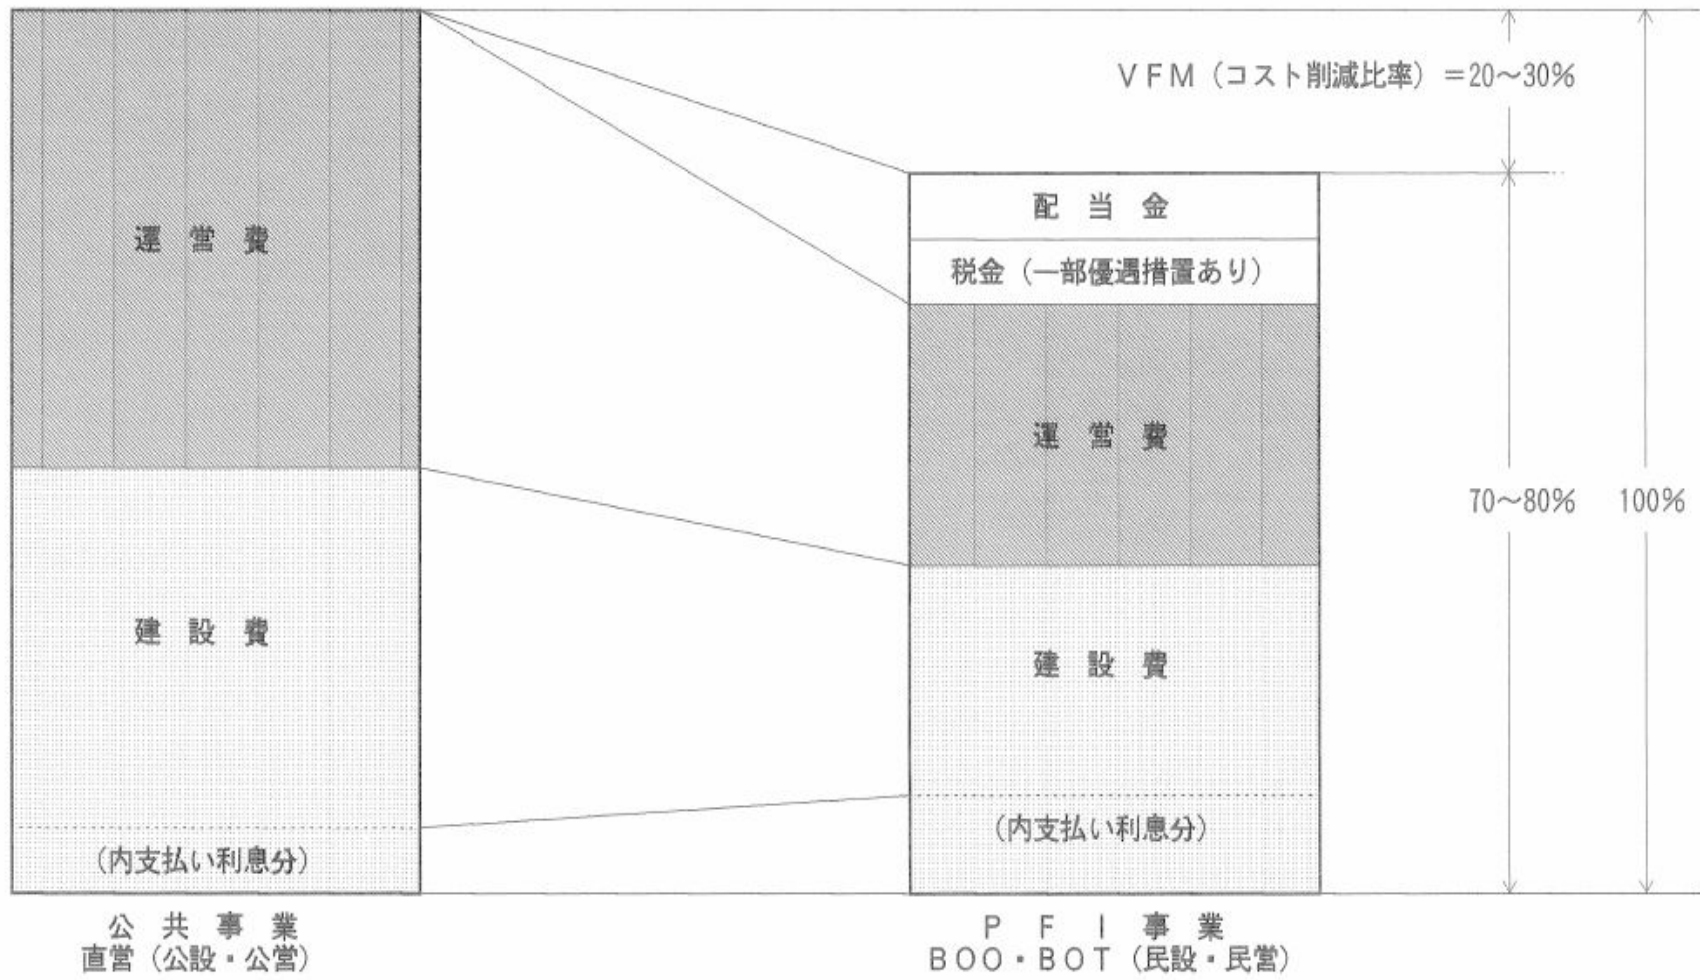 VFM（コスト削減比率）＝20～30％
配当金
税金（一部優遇措置あり）
運営費
運営費
70～80％
100％
建設費
建設費
（内支払い利息分）
（内支払い利息分）
公共事業
直営（公設・公営）
PFI事業
BOO・BOT（民設・民営）